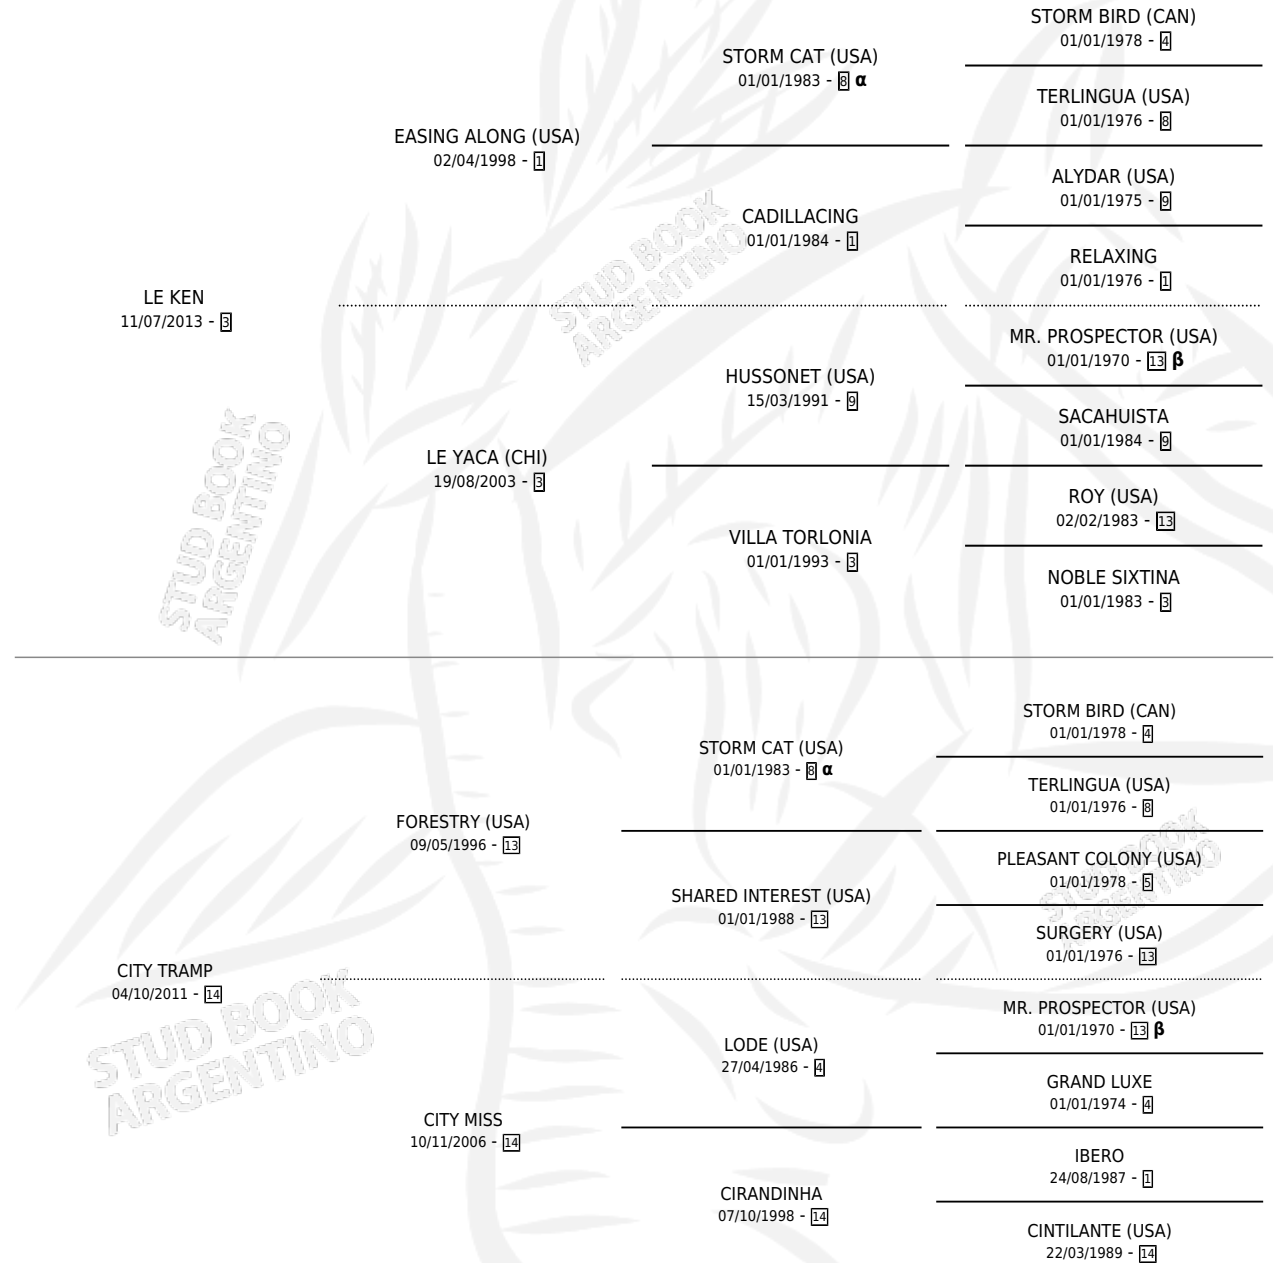 STORM BIRD (CAN)
01/01/1978 - 4
STORM CAT (USA)
01/01/1983 - 8 α
TERLINGUA (USA)
01/01/1976 - 8
EASING ALONG (USA)
02/04/1998 - 1
ALYDAR (USA)
01/01/1975 - 9
CADILLACING
01/01/1984 - 1
RELAXING
01/01/1976 - 1
LE KEN
11/07/2013 - 3
MR. PROSPECTOR (USA)
01/01/1970 - 13 β
HUSSONET (USA)
15/03/1991 - 9
SACAHUISTA
01/01/1984 - 9
LE YACA (CHI)
19/08/2003 - 3
ROY (USA)
02/02/1983 - 13
VILLA TORLONIA
01/01/1993 - 3
NOBLE SIXTINA
01/01/1983 - 3
STUD BOOK
ARGENTINO
STUD BOOK
ARGENTINO
STORM BIRD (CAN)
01/01/1978 - 4
STORM CAT (USA)
01/01/1983 - 8 α
TERLINGUA (USA)
01/01/1976 - 8
FORESTRY (USA)
09/05/1996 - 13
PLEASANT COLONY (USA)
01/01/1978 - 5
SHARED INTEREST (USA)
01/01/1988 - 13
SURGERY (USA)
01/01/1976 - 13
CITY TRAMP
04/10/2011 - 14
MR. PROSPECTOR (USA)
01/01/1970 - 13 β
LODE (USA)
27/04/1986 - 4
GRAND LUXE
01/01/1974 - 4
CITY MISS
10/11/2006 - 14
IBERO
24/08/1987 - 1
CIRANDINHA
07/10/1998 - 14
CINTILANTE (USA)
22/03/1989 - 14
STUD BOOK
ARGENTINO
STUD BOOK
ARGENTINO